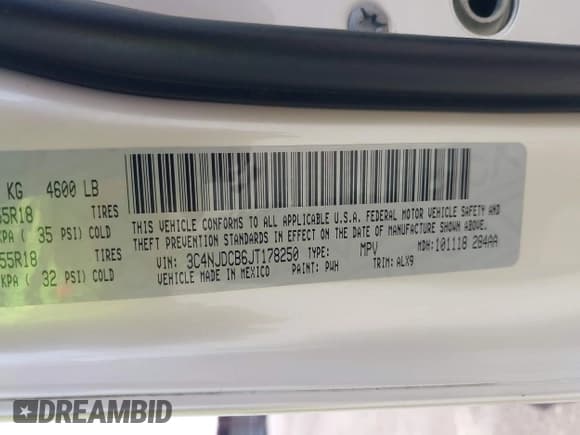 KG 4600 LB
55R18 TIRES
KPA ( 35 PSI) COLD
55R18 TIRES
KPA ( 32 PSI) COLD
THIS VEHICLE CONFORMS TO ALL APPLICABLE U.S.A. FEDERAL MOTOR VEHICLE SAFETY AND
THEFT PREVENTION STANDARDS IN EFFECT ON THE DATE OF MANUFACTURE SHOWN ABOVE.
VIN: 3C4NJDCB6JT178250 TYPE: MPV MDH: 101118 284AA
VEHICLE MADE IN MEXICO PAINT: PWH TRIM: ALX9
DREAMBID